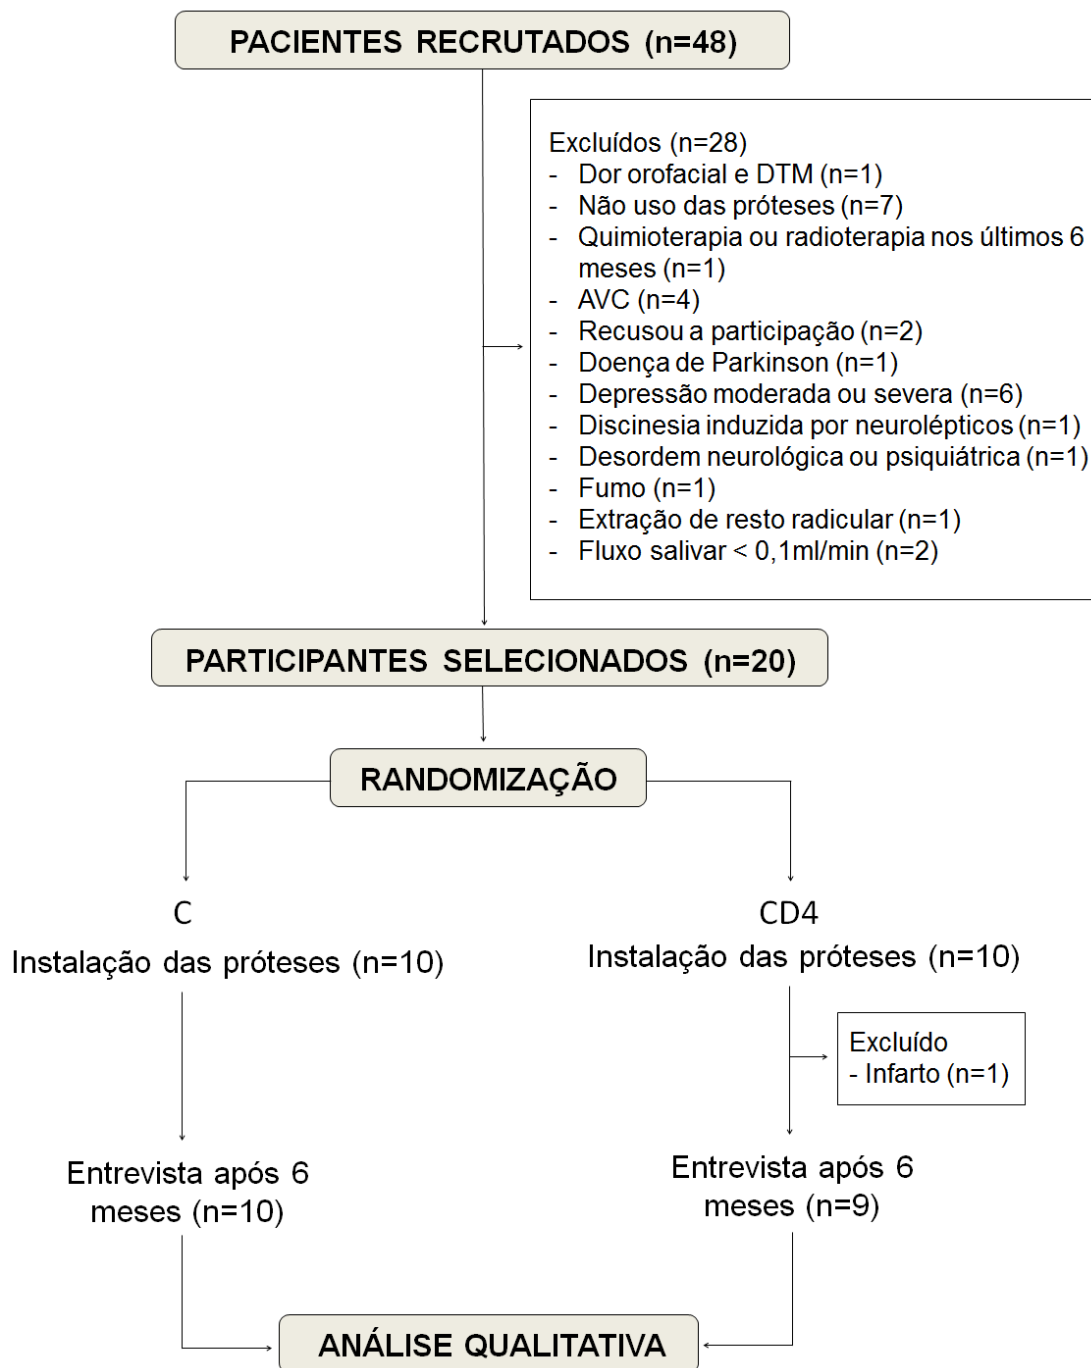 PACIENTES RECRUTADOS (n=48)
Excluídos (n=28)
- Dor orofacial e DTM (n=1)
- Não uso das próteses (n=7)
- Quimioterapia ou radioterapia nos últimos 6
meses (n=1)
- AVC (n=4)
- Recusou a participação (n=2)
- Doença de Parkinson (n=1)
- Depressão moderada ou severa (n=6)
- Discinesia induzida por neurolépticos (n=1)
- Desordem neurológica ou psiquiátrica (n=1)
- Fumo (n=1)
- Extração de resto radicular (n=1)
- Fluxo salivar < 0,1ml/min (n=2)
PARTICIPANTES SELECIONADOS (n=20)
RANDOMIZAÇÃO
C
Instalação das próteses (n=10)
CD4
Instalação das próteses (n=10)
Excluído
- Infarto (n=1)
Entrevista após 6
meses (n=10)
Entrevista após 6
meses (n=9)
ANÁLISE QUALITATIVA